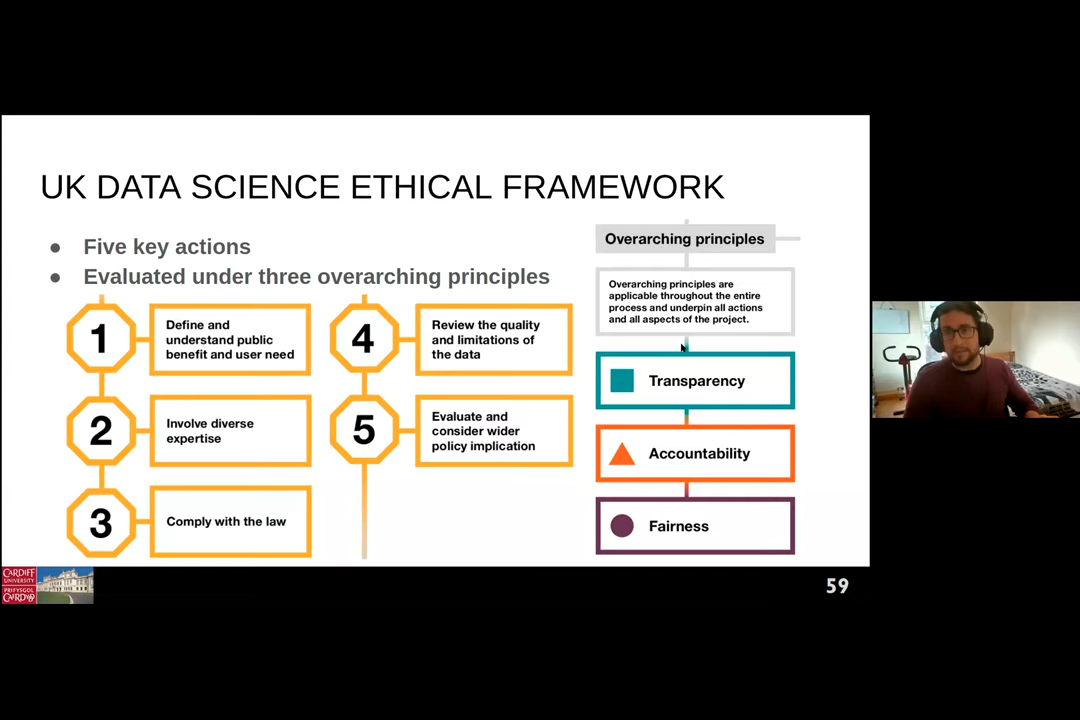 UK DATA SCIENCE ETHICAL FRAMEWORK
● Five key actions
● Evaluated under three overarching principles
1
Define and
understand public
benefit and user need
2
Involve diverse
expertise
3
Comply with the law
4
Review the quality
and limitations of
the data
5
Evaluate and
consider wider
policy implication
Overarching principles
Overarching principles are
applicable throughout the entire
process and underpin all actions
and all aspects of the project.
Transparency
Accountability
Fairness
CARDIFF
UNIVERSITY
PRIFYSGOL
CAERDYDD
59